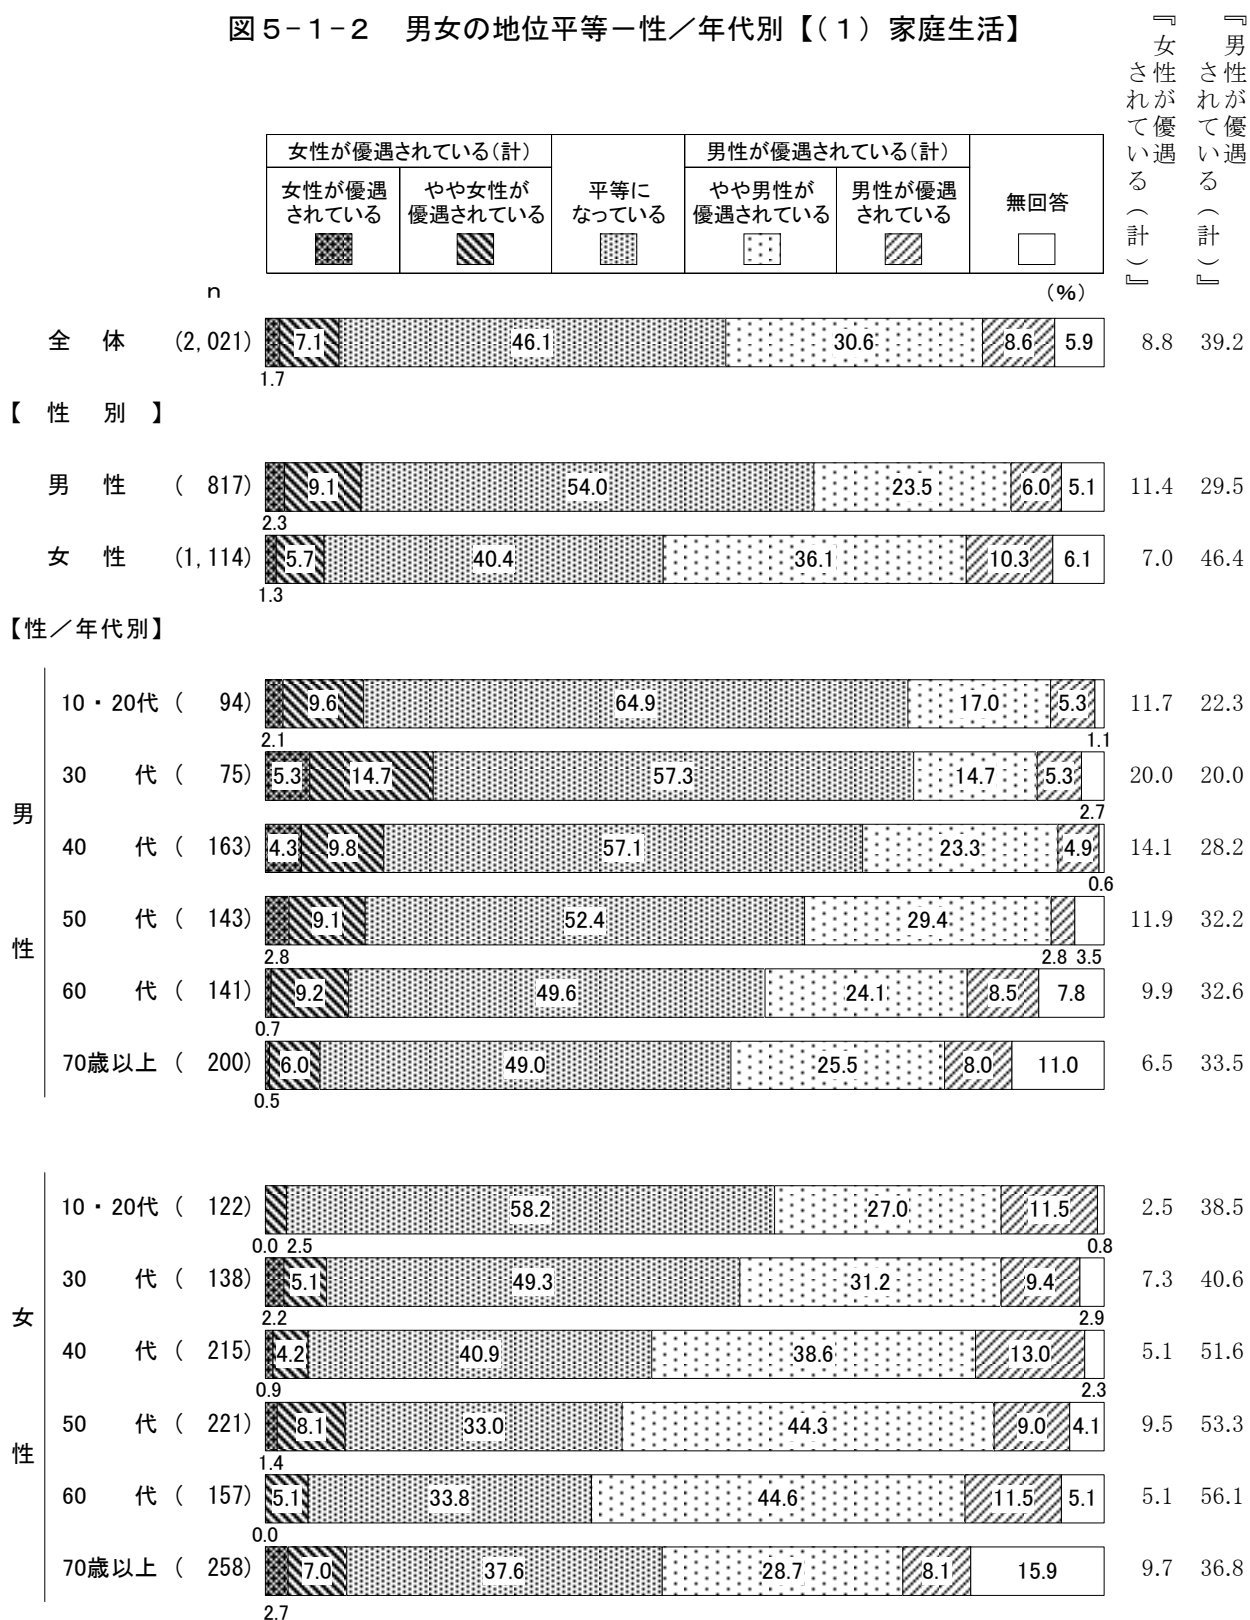 図5-1-2 男女の地位平等－性／年代別【(1) 家庭生活】
『女性が優遇されている（計）』
『男性が優遇されている（計）』
女性が優遇されている(計) 男性が優遇されている(計)
女性が優遇されている やや女性が優遇されている 平等になっている やや男性が優遇されている 男性が優遇されている 無回答
n (%)
全体 (2,021) 7.1 46.1 30.6 8.6 5.9 8.8 39.2
1.7
【性別】
男性 (817) 9.1 54.0 23.5 6.0 5.1 11.4 29.5
2.3
女性 (1,114) 5.7 40.4 36.1 10.3 6.1 7.0 46.4
1.3
【性／年代別】
男性
10・20代 (94) 9.6 64.9 17.0 5.3 11.7 22.3
2.1 1.1
30代 (75) 5.3 14.7 57.3 14.7 5.3 20.0 20.0
2.7
40代 (163) 4.3 9.8 57.1 23.3 4.9 14.1 28.2
0.6
50代 (143) 9.1 52.4 29.4 11.9 32.2
2.8 2.8 3.5
60代 (141) 9.2 49.6 24.1 8.5 7.8 9.9 32.6
0.7
70歳以上 (200) 6.0 49.0 25.5 8.0 11.0 6.5 33.5
0.5
女性
10・20代 (122) 58.2 27.0 11.5 2.5 38.5
0.0 2.5 0.8
30代 (138) 5.1 49.3 31.2 9.4 7.3 40.6
2.2 2.9
40代 (215) 4.2 40.9 38.6 13.0 5.1 51.6
0.9 2.3
50代 (221) 8.1 33.0 44.3 9.0 4.1 9.5 53.3
1.4
60代 (157) 5.1 33.8 44.6 11.5 5.1 5.1 56.1
0.0
70歳以上 (258) 7.0 37.6 28.7 8.1 15.9 9.7 36.8
2.7